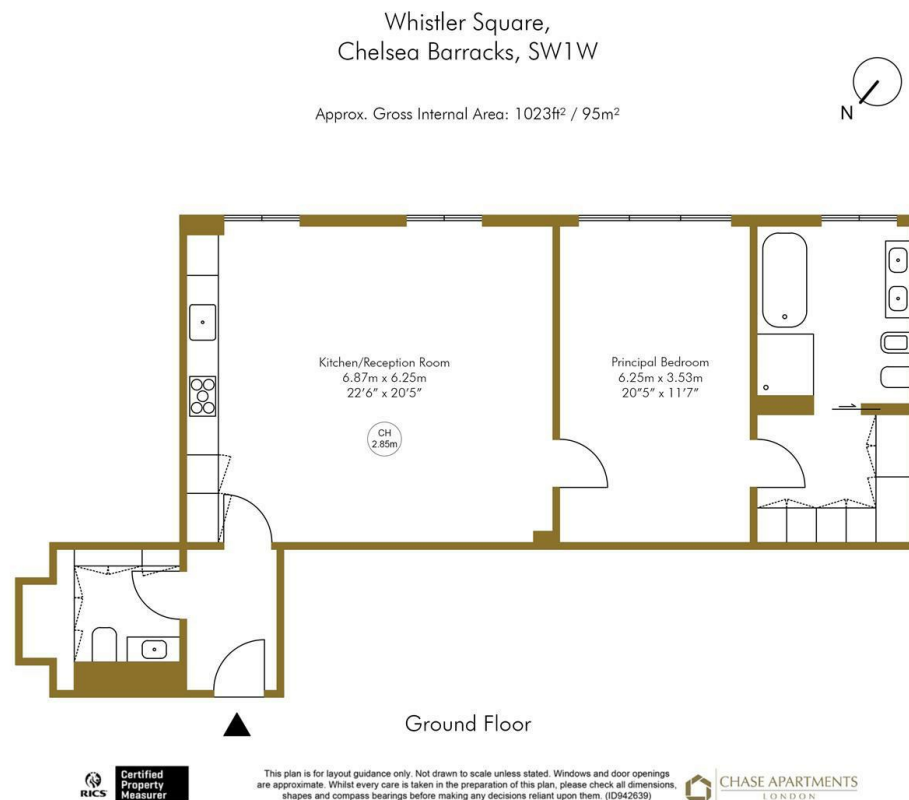 Whistler Square,
Chelsea Barracks, SW1W
Approx. Gross Internal Area: 1023ft² / 95m²
N
Kitchen/Reception Room
6.87m x 6.25m
22'6" x 20'5"
CH
2.85m
Principal Bedroom
6.25m x 3.53m
20'5" x 11'7"
Ground Floor
RICS
Certified
Property
Measurer
This plan is for layout guidance only. Not drawn to scale unless stated. Windows and door openings
are approximate. Whilst every care is taken in the preparation of this plan, please check all dimensions,
shapes and compass bearings before making any decisions reliant upon them. (ID942639)
CHASE APARTMENTS
LONDON